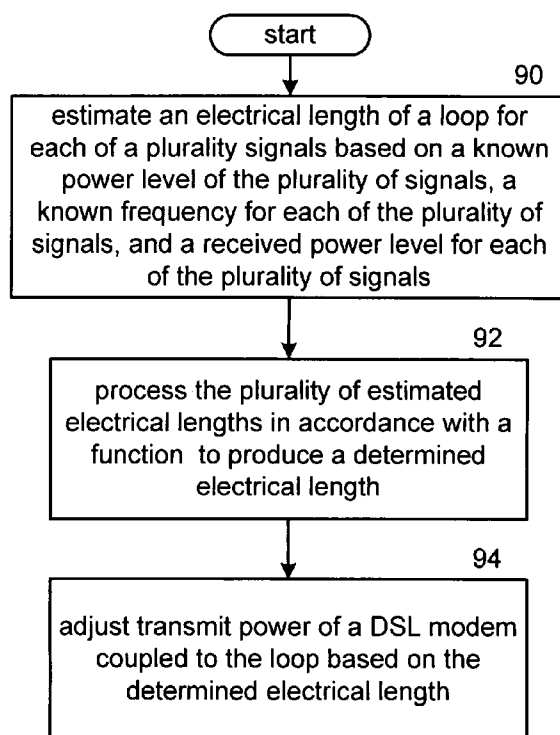 start
90
estimate an electrical length of a loop for
each of a plurality signals based on a known
power level of the plurality of signals, a
known frequency for each of the plurality of
signals, and a received power level for each
of the plurality of signals
92
process the plurality of estimated
electrical lengths in accordance with a
function to produce a determined
electrical length
94
adjust transmit power of a DSL modem
coupled to the loop based on the
determined electrical length